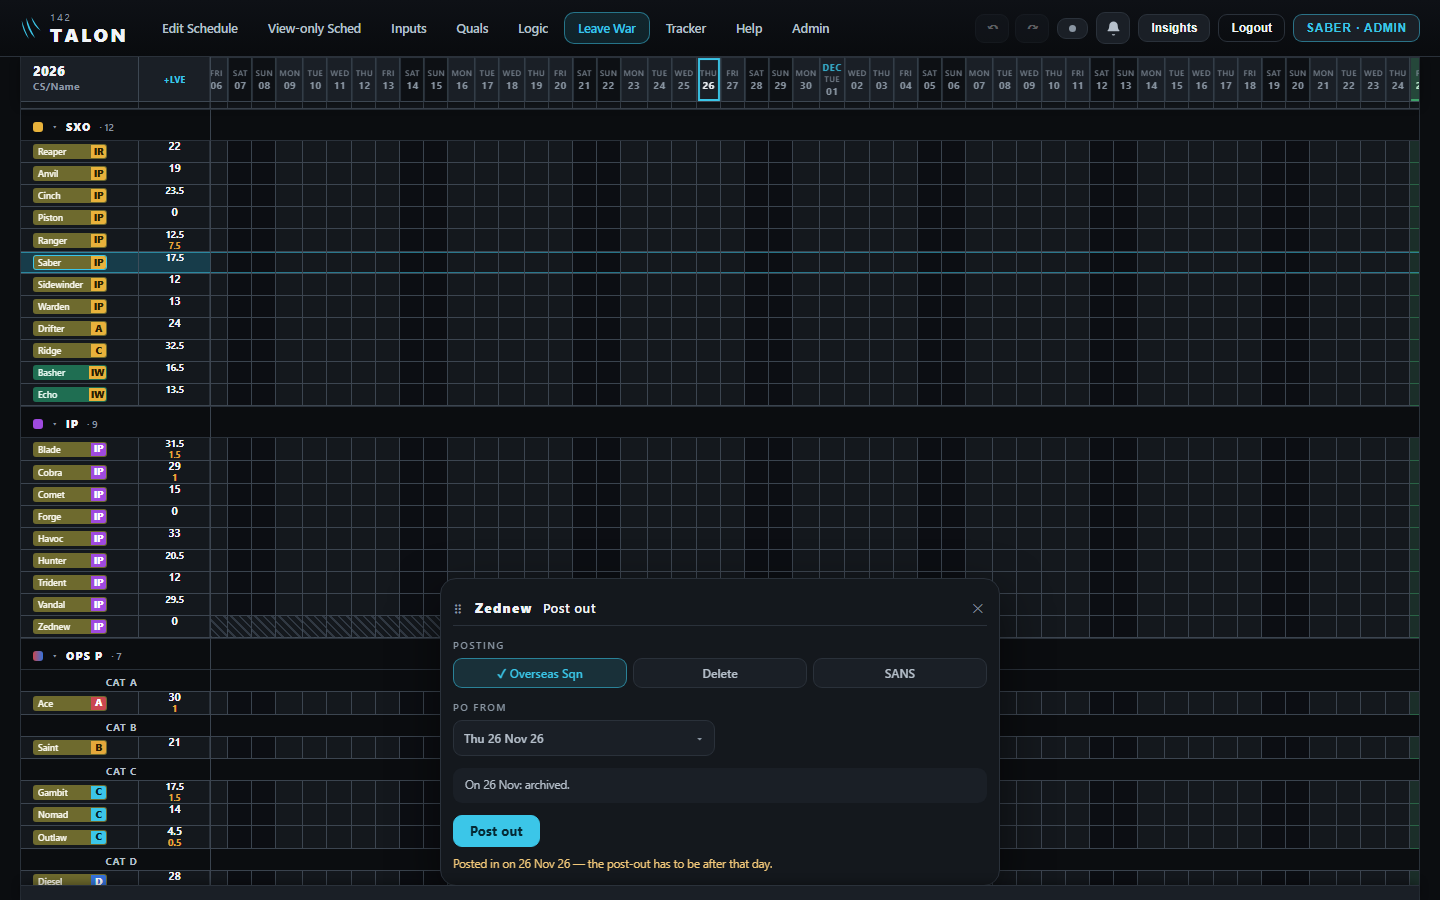 142
TALON
Edit Schedule
View-only Sched
Inputs
Quals
Logic
Leave War
Tracker
Help
Admin
Insights
Logout
SABER · ADMIN
2026
CS/Name
+LVE
FRI 06
SAT 07
SUN 08
MON 09
TUE 10
WED 11
THU 12
FRI 13
SAT 14
SUN 15
MON 16
TUE 17
WED 18
THU 19
FRI 20
SAT 21
SUN 22
MON 23
TUE 24
WED 25
THU 26
FRI 27
SAT 28
SUN 29
MON 30
DEC TUE 01
WED 02
THU 03
FRI 04
SAT 05
SUN 06
MON 07
TUE 08
WED 09
THU 10
FRI 11
SAT 12
SUN 13
MON 14
TUE 15
WED 16
THU 17
FRI 18
SAT 19
SUN 20
MON 21
TUE 22
WED 23
THU 24
SXO · 12
Reaper IR 22
Anvil IP 19
Cinch IP 23.5
Piston IP 0
Ranger IP 12.5
7.5
Saber IP 17.5
Sidewinder IP 12
Warden IP 13
Drifter A 24
Ridge C 32.5
Basher IW 16.5
Echo IW 13.5
IP · 9
Blade IP 31.5
1.5
Cobra IP 29
1
Comet IP 15
Forge IP 0
Havoc IP 33
Hunter IP 20.5
Trident IP 12
Vandal IP 29.5
Zednew IP 0
OPS P · 7
CAT A
Ace A 30
1
CAT B
Saint B 21
CAT C
Gambit C 17.5
1.5
Nomad C 14
Outlaw C 4.5
0.5
CAT D
Diesel D 28
Zednew Post out
POSTING
✓ Overseas Sqn
Delete
SANS
PO FROM
Thu 26 Nov 26
On 26 Nov: archived.
Post out
Posted in on 26 Nov 26 — the post-out has to be after that day.